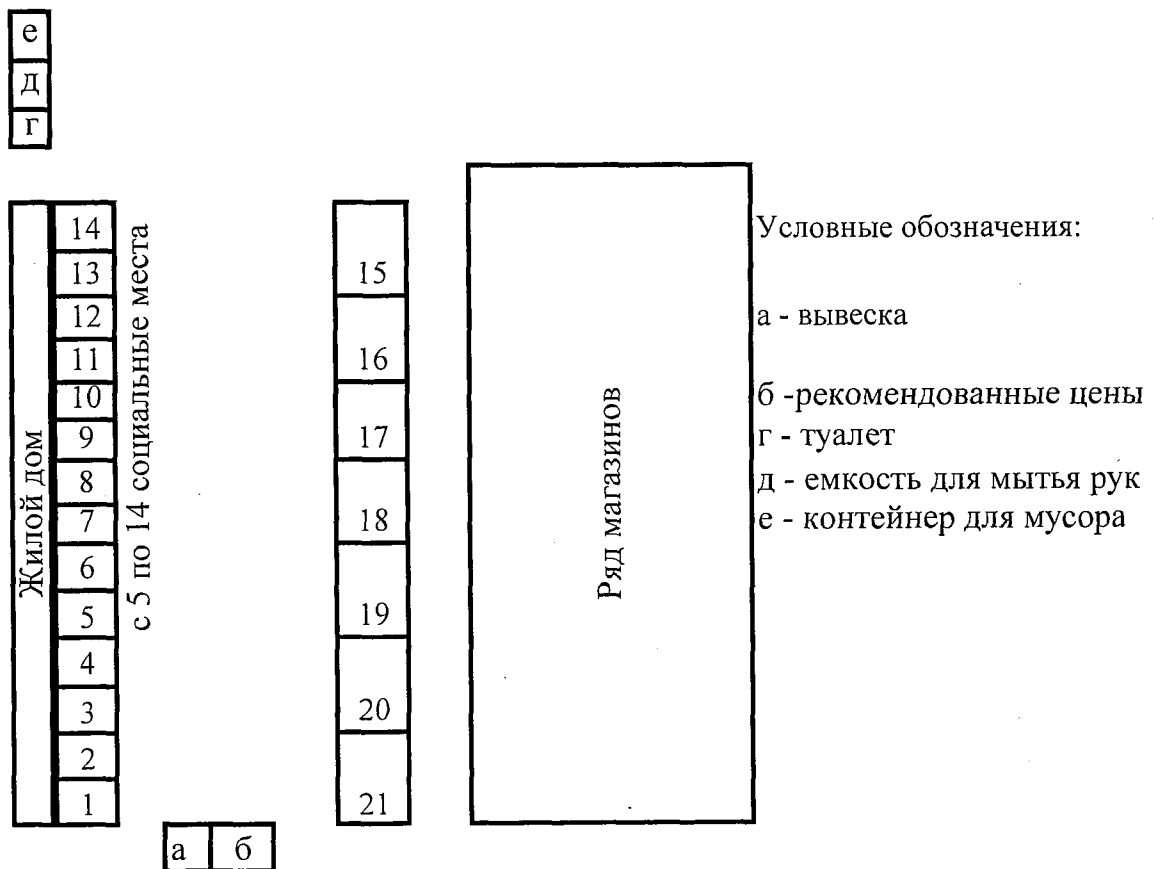 е
д
г
Жилой дом
14
13
12
11
10
9
8
7
6
5
4
3
2
1
с 5 по 14 социальные места
15
16
17
18
19
20
21
а
б
Ряд магазинов
Условные обозначения:
а - вывеска
б -рекомендованные цены
г - туалет
д - емкость для мытья рук
е - контейнер для мусора